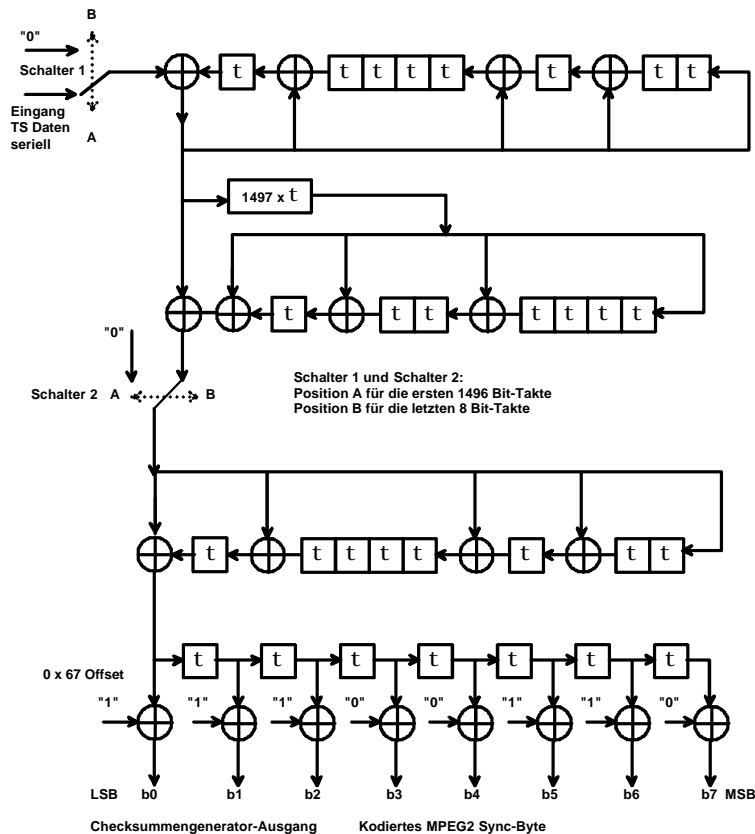 B
"0"
Schalter 1
Eingang
TS Daten
seriell
A
t t t t t t t t
1497 x t
t t t t t t t
"0"
Schalter 2 A B
Schalter 1 und Schalter 2:
Position A für die ersten 1496 Bit-Takte
Position B für die letzten 8 Bit-Takte
t t t t t t t t
t t t t t t t
0 x 67 Offset
"1" "1" "1" "0" "0" "1" "1" "0"
LSB b0 b1 b2 b3 b4 b5 b6 b7 MSB
Checksummengenerator-Ausgang Kodiertes MPEG2 Sync-Byte